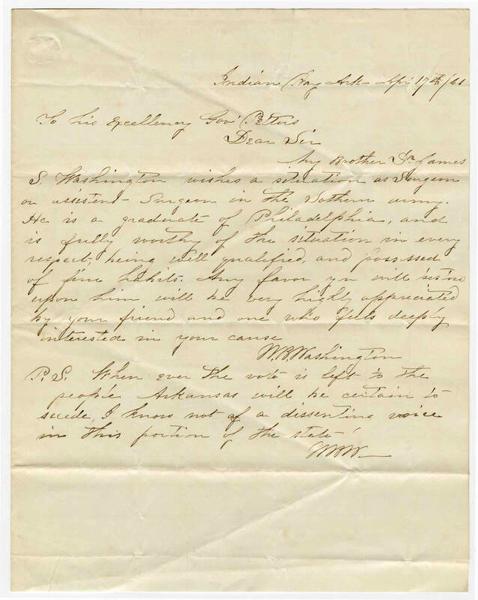 Indian Bay Ark Apr 17th/61
To his Excellency Gov. Pettus
Dear Sir
My Brother Dr James
S. Washington wishes a situation as Surgeon
or assistant Surgeon in the Southern army.
He is a graduate of Philadelphia, and
is fully worthy of the situation in every
respect, being well qualified, and possessed
of fine habits. Any favor you will bestow
upon him will be very highly appreciated
by your friend and one who feels deeply
interested in your cause
W.B. Washington
P.S. When ever the vote is left to the
people Arkansas will be certain to
secede, I know not of a dissenting voice
in this portion of the state!